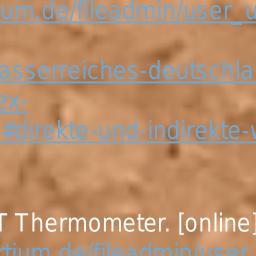 um.de/fileadmin/user_u
asserreiches-deutschla
ex-
#direkte-und-indirekte-v
T Thermometer. [online]
rtium.de/fileadmin/user